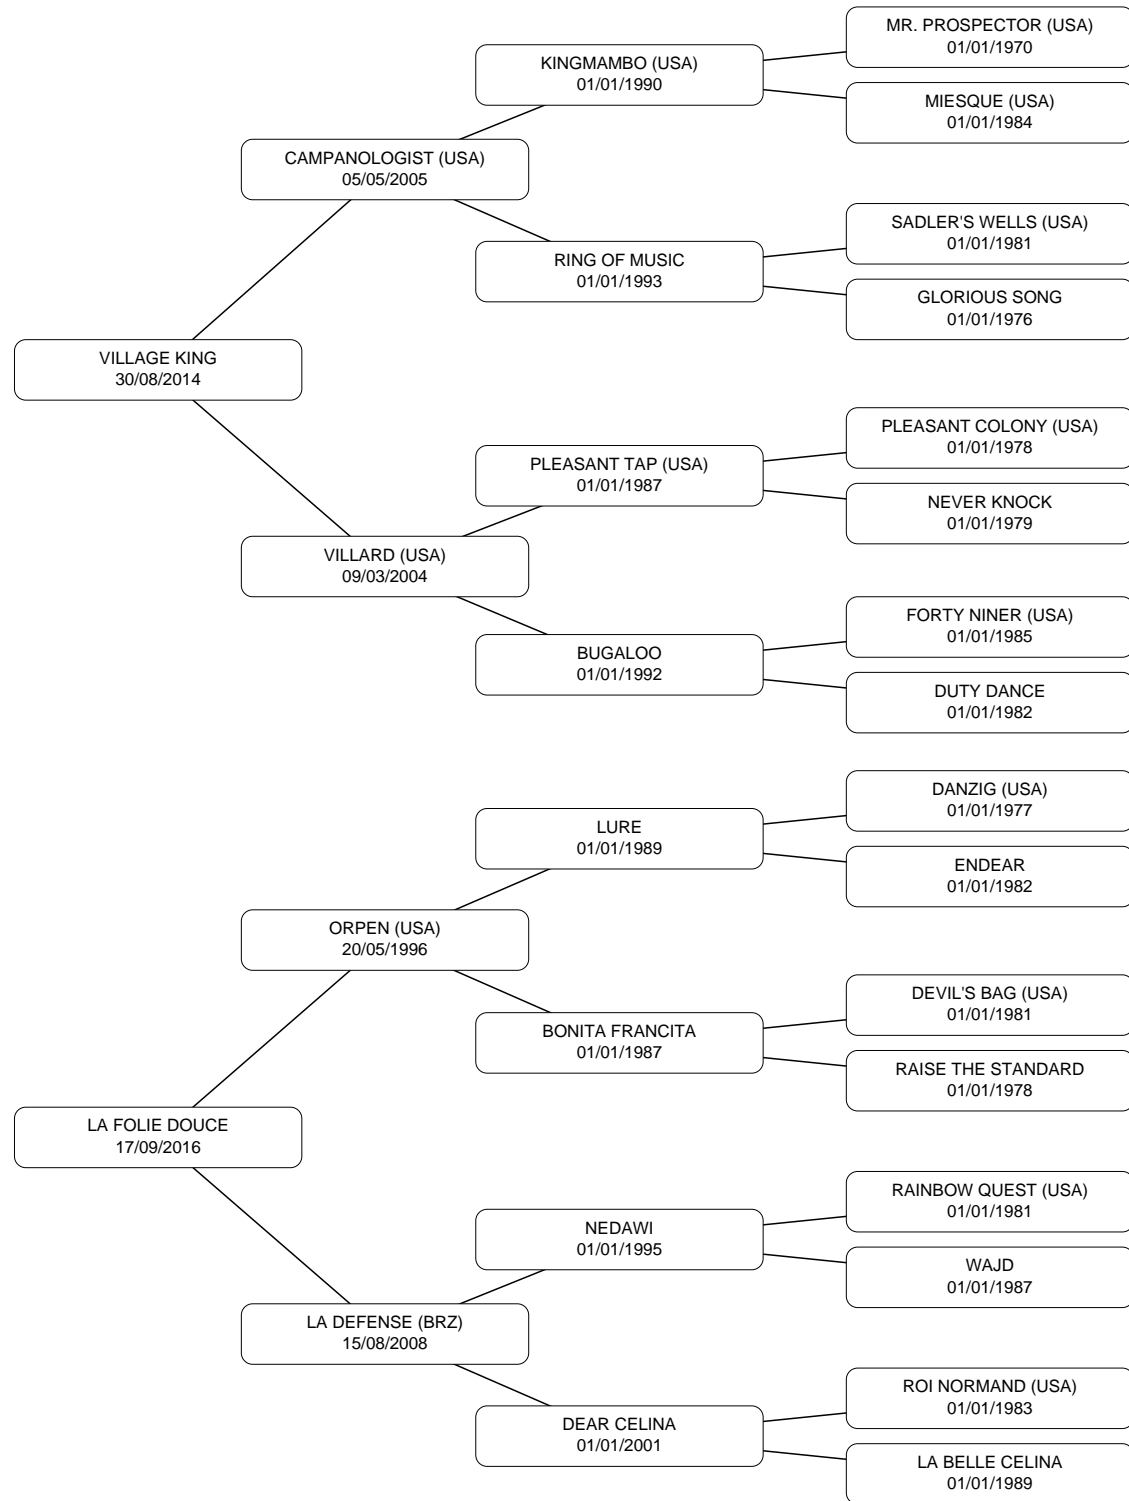 MR. PROSPECTOR (USA)
01/01/1970
KINGMAMBO (USA)
01/01/1990
MIESQUE (USA)
01/01/1984
CAMPANOLOGIST (USA)
05/05/2005
SADLER'S WELLS (USA)
01/01/1981
RING OF MUSIC
01/01/1993
GLORIOUS SONG
01/01/1976
VILLAGE KING
30/08/2014
PLEASANT COLONY (USA)
01/01/1978
PLEASANT TAP (USA)
01/01/1987
NEVER KNOCK
01/01/1979
VILLARD (USA)
09/03/2004
FORTY NINER (USA)
01/01/1985
BUGALOO
01/01/1992
DUTY DANCE
01/01/1982
DANZIG (USA)
01/01/1977
LURE
01/01/1989
ENDEAR
01/01/1982
ORPEN (USA)
20/05/1996
DEVIL'S BAG (USA)
01/01/1981
BONITA FRANCITA
01/01/1987
RAISE THE STANDARD
01/01/1978
LA FOLIE DOUCE
17/09/2016
RAINBOW QUEST (USA)
01/01/1981
NEDAWI
01/01/1995
WAJD
01/01/1987
LA DEFENSE (BRZ)
15/08/2008
ROI NORMAND (USA)
01/01/1983
DEAR CELINA
01/01/2001
LA BELLE CELINA
01/01/1989